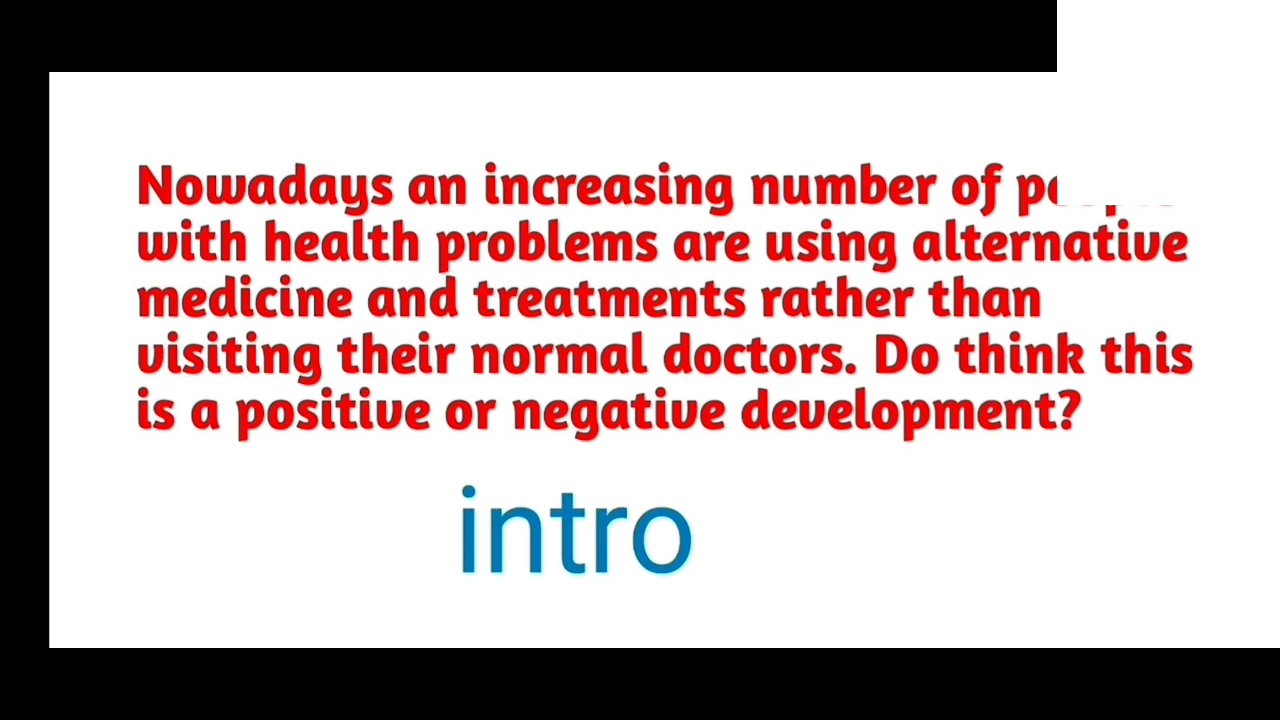 Nowadays an increasing number of
with health problems are using alternative
medicine and treatments rather than
visiting their normal doctors. Do think this
is a positive or negative development?
intro